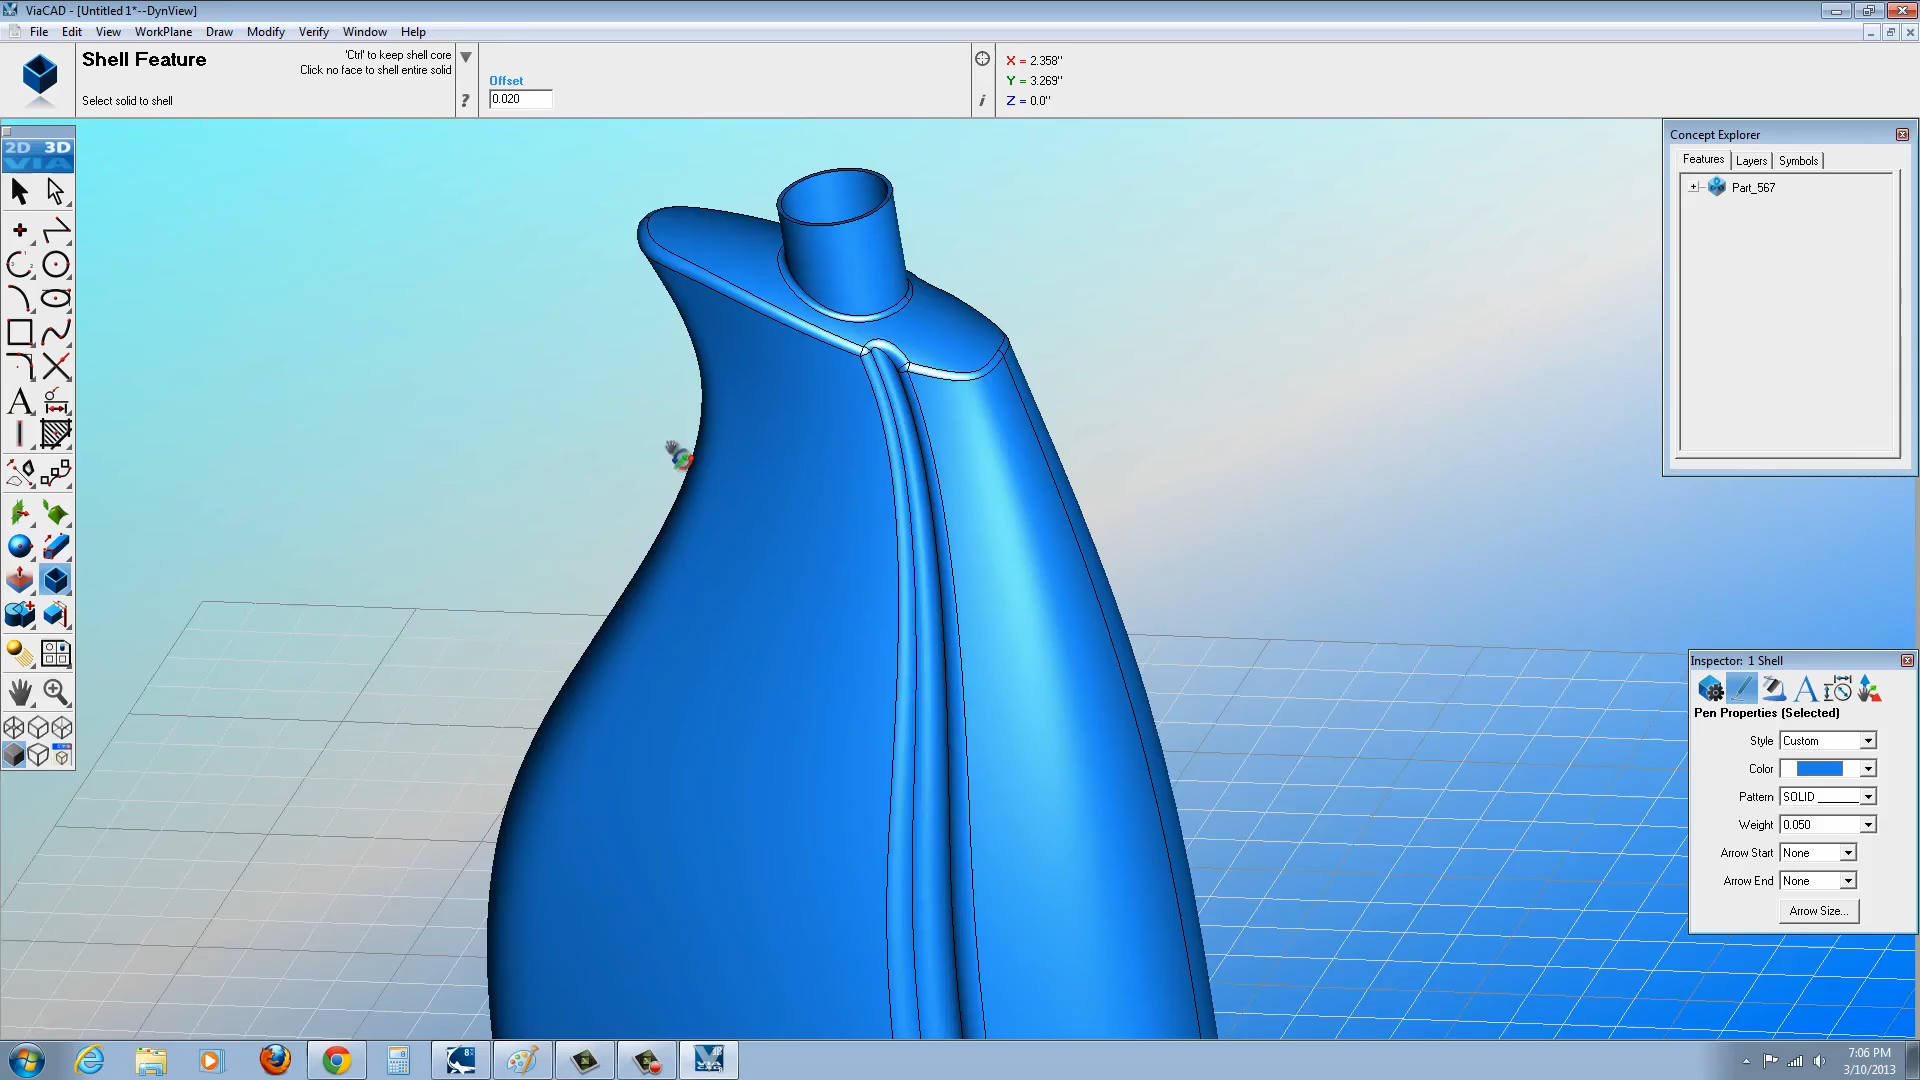 ViaCAD - [Untitled 1*--DynView]
File Edit View WorkPlane Draw Modify Verify Window Help
Shell Feature
'Ctrl' to keep shell core
Click no face to shell entire solid
Select solid to shell
?
Offset
0.020
i
X = 2.358"
Y = 3.269"
Z = 0.0"
2D 3D
VIA
A
Concept Explorer
Features Layers Symbols
Part_567
Inspector: 1 Shell
A
Pen Properties (Selected)
Style Custom
Color
Pattern SOLID
Weight 0.050
Arrow Start None
Arrow End None
Arrow Size...
7:06 PM
3/10/2013